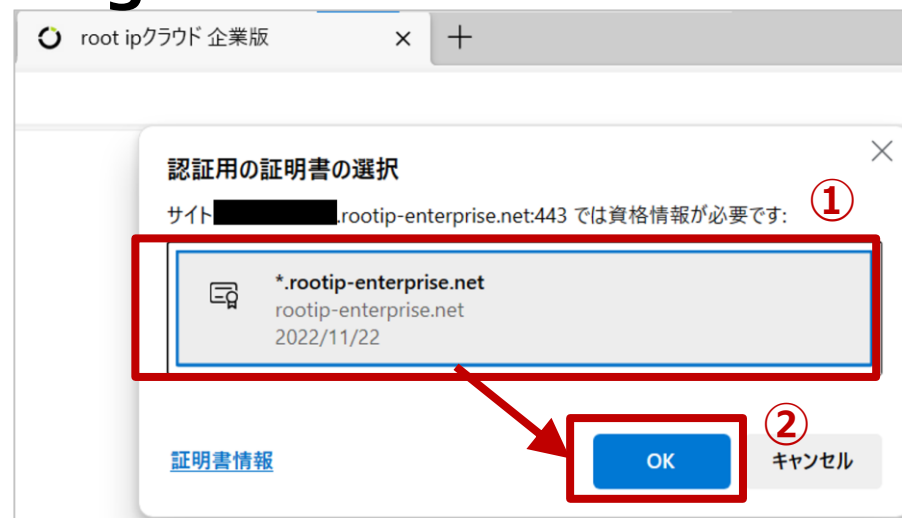 root ipクラウド 企業版
認証用の証明書の選択
サイト .rootip-enterprise.net:443 では資格情報が必要です:
①
*.rootip-enterprise.net
rootip-enterprise.net
2022/11/22
②
証明書情報
OK
キャンセル